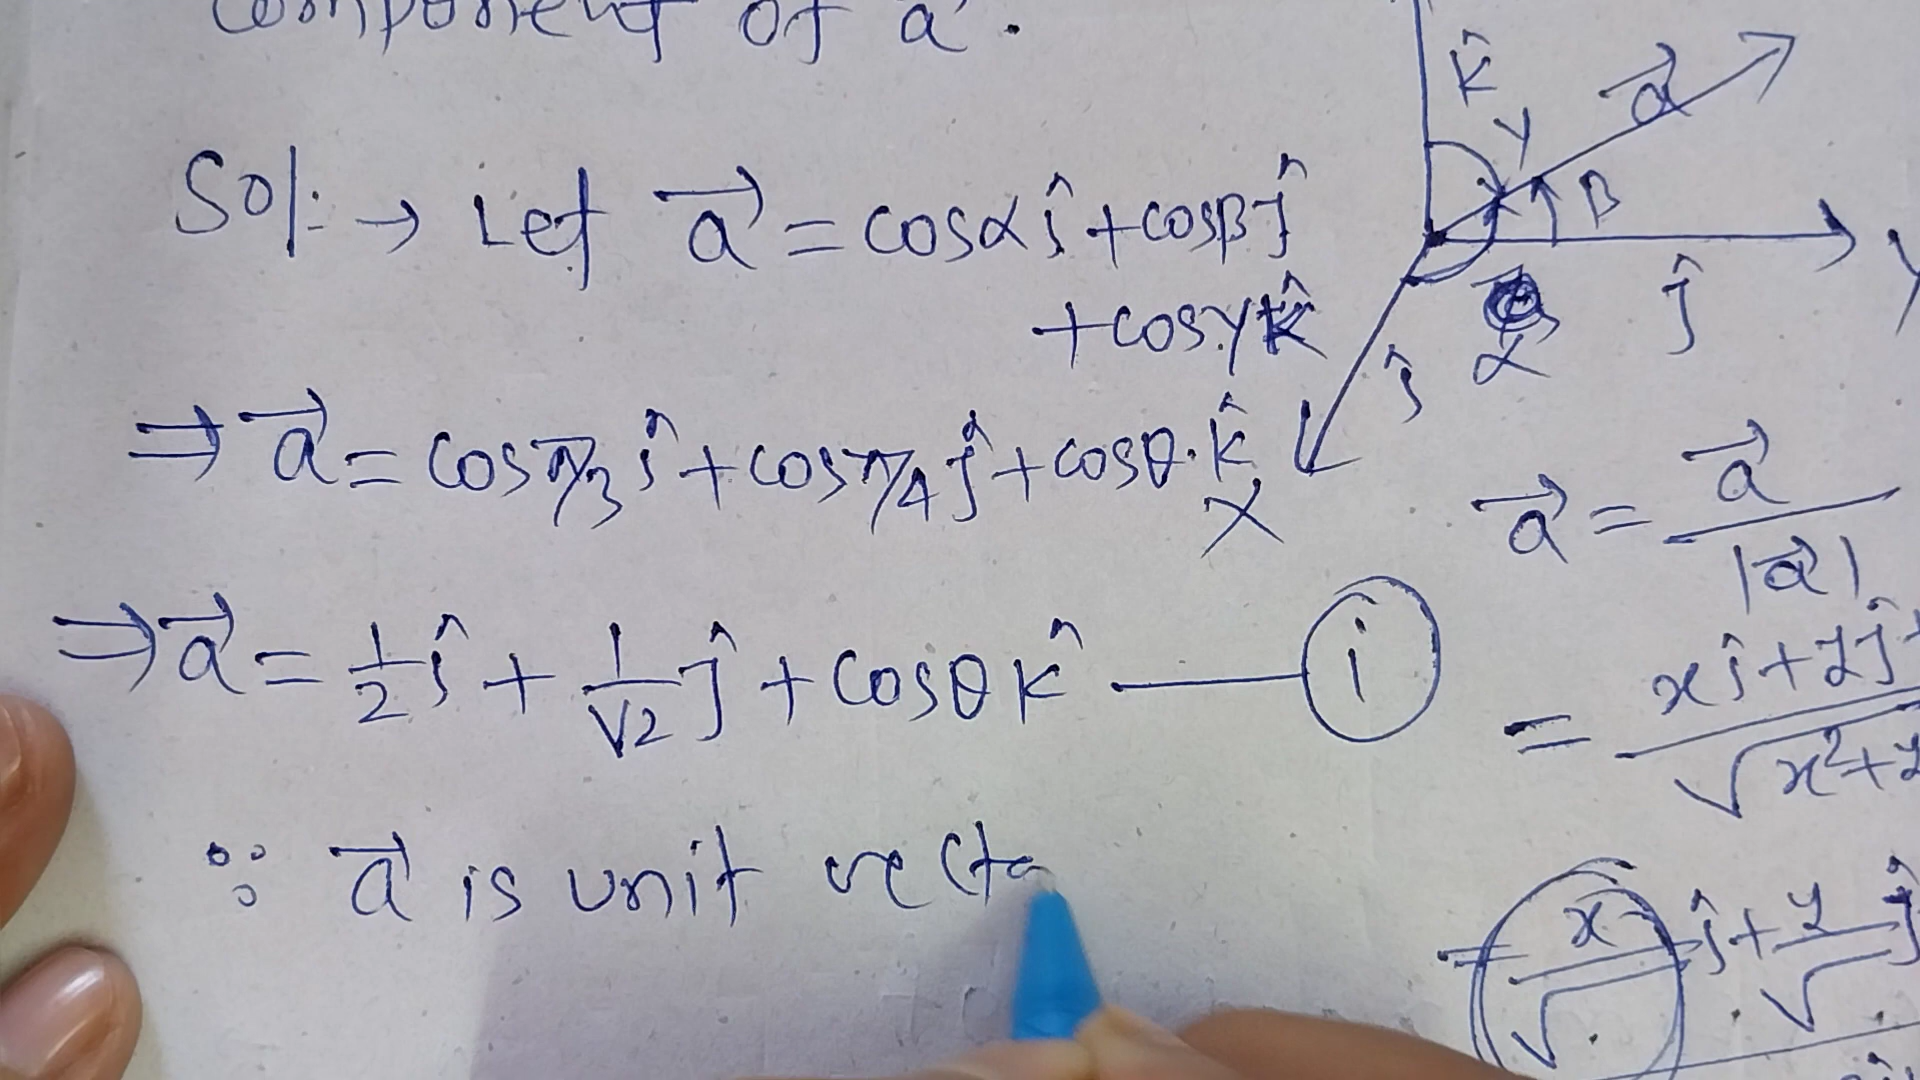 component of a⃗.
Sol: → Let a⃗ = cosα î + cosβ ĵ
+ cosγ k̂
⇒ a⃗ = cos π/3 î + cos π/4 ĵ + cosθ. k̂
⇒ a⃗ = 1/2 î + 1/√2 ĵ + cosθ k̂ —— (i)
∵ a⃗ is unit vecto
k̂
a⃗
γ
β
ĵ
α
î
X
Y
a⃗ = a⃗/|a⃗|
= xî + yĵ +
√x² + y
= x/√. î + y/√. ĵ